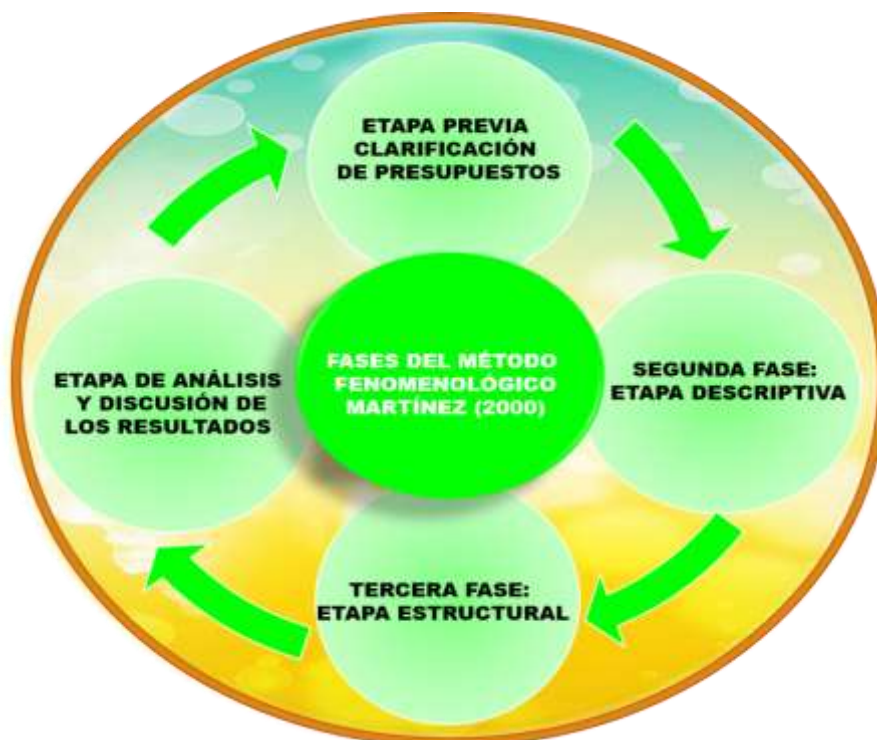 ETAPA PREVIA
CLARIFICACIÓN
DE PRESUPUESTOS
FASES DEL MÉTODO
FENOMENOLÓGICO
MARTÍNEZ (2000)
SEGUNDA FASE:
ETAPA DESCRIPTIVA
TERCERA FASE:
ETAPA ESTRUCTURAL
ETAPA DE ANÁLISIS
Y DISCUSIÓN DE
LOS RESULTADOS